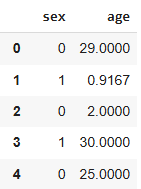 sex age
0 0 29.0000
1 1 0.9167
2 0 2.0000
3 1 30.0000
4 0 25.0000